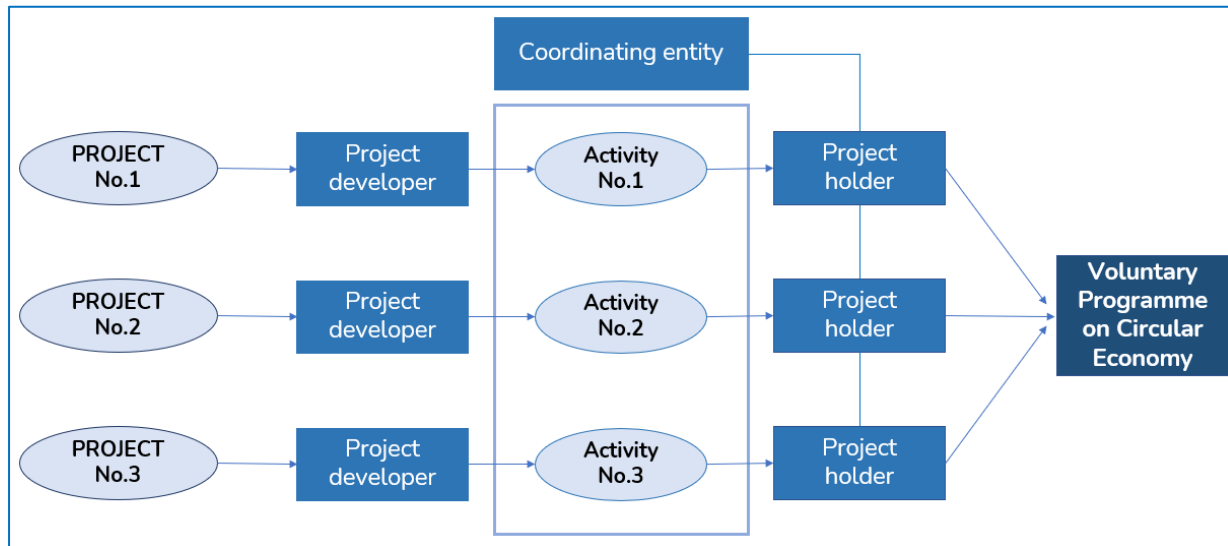 Coordinating entity
PROJECT
No.1
Project
developer
Activity
No.1
Project
holder
PROJECT
No.2
Project
developer
Activity
No.2
Project
holder
Voluntary
Programme
on Circular
Economy
PROJECT
No.3
Project
developer
Activity
No.3
Project
holder